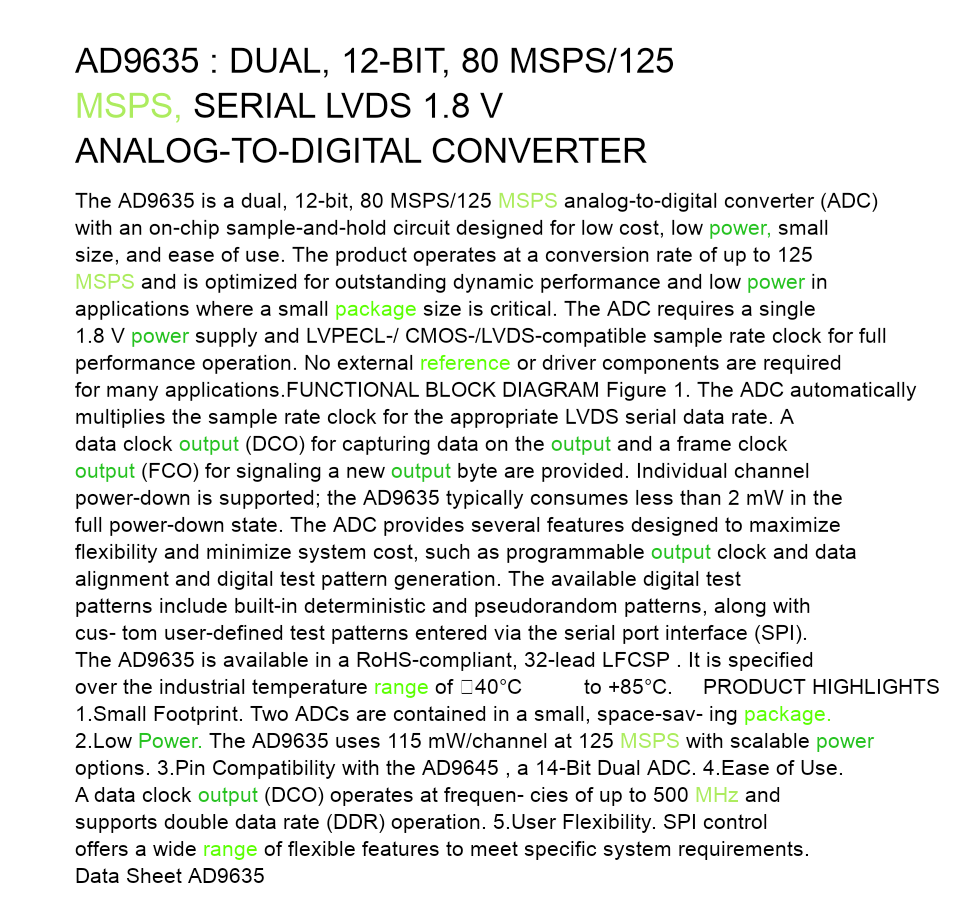 AD9635 : DUAL, 12-BIT, 80 MSPS/125
MSPS, SERIAL LVDS 1.8 V
ANALOG-TO-DIGITAL CONVERTER
The AD9635 is a dual, 12-bit, 80 MSPS/125 MSPS analog-to-digital converter (ADC)
with an on-chip sample-and-hold circuit designed for low cost, low power, small
size, and ease of use. The product operates at a conversion rate of up to 125
MSPS and is optimized for outstanding dynamic performance and low power in
applications where a small package size is critical. The ADC requires a single
1.8 V power supply and LVPECL-/ CMOS-/LVDS-compatible sample rate clock for full
performance operation. No external reference or driver components are required
for many applications.FUNCTIONAL BLOCK DIAGRAM Figure 1. The ADC automatically
multiplies the sample rate clock for the appropriate LVDS serial data rate. A
data clock output (DCO) for capturing data on the output and a frame clock
output (FCO) for signaling a new output byte are provided. Individual channel
power-down is supported; the AD9635 typically consumes less than 2 mW in the
full power-down state. The ADC provides several features designed to maximize
flexibility and minimize system cost, such as programmable output clock and data
alignment and digital test pattern generation. The available digital test
patterns include built-in deterministic and pseudorandom patterns, along with
cus- tom user-defined test patterns entered via the serial port interface (SPI).
The AD9635 is available in a RoHS-compliant, 32-lead LFCSP . It is specified
over the industrial temperature range of □40°C to +85°C. PRODUCT HIGHLIGHTS
1.Small Footprint. Two ADCs are contained in a small, space-sav- ing package.
2.Low Power. The AD9635 uses 115 mW/channel at 125 MSPS with scalable power
options. 3.Pin Compatibility with the AD9645 , a 14-Bit Dual ADC. 4.Ease of Use.
A data clock output (DCO) operates at frequen- cies of up to 500 MHz and
supports double data rate (DDR) operation. 5.User Flexibility. SPI control
offers a wide range of flexible features to meet specific system requirements.
Data Sheet AD9635